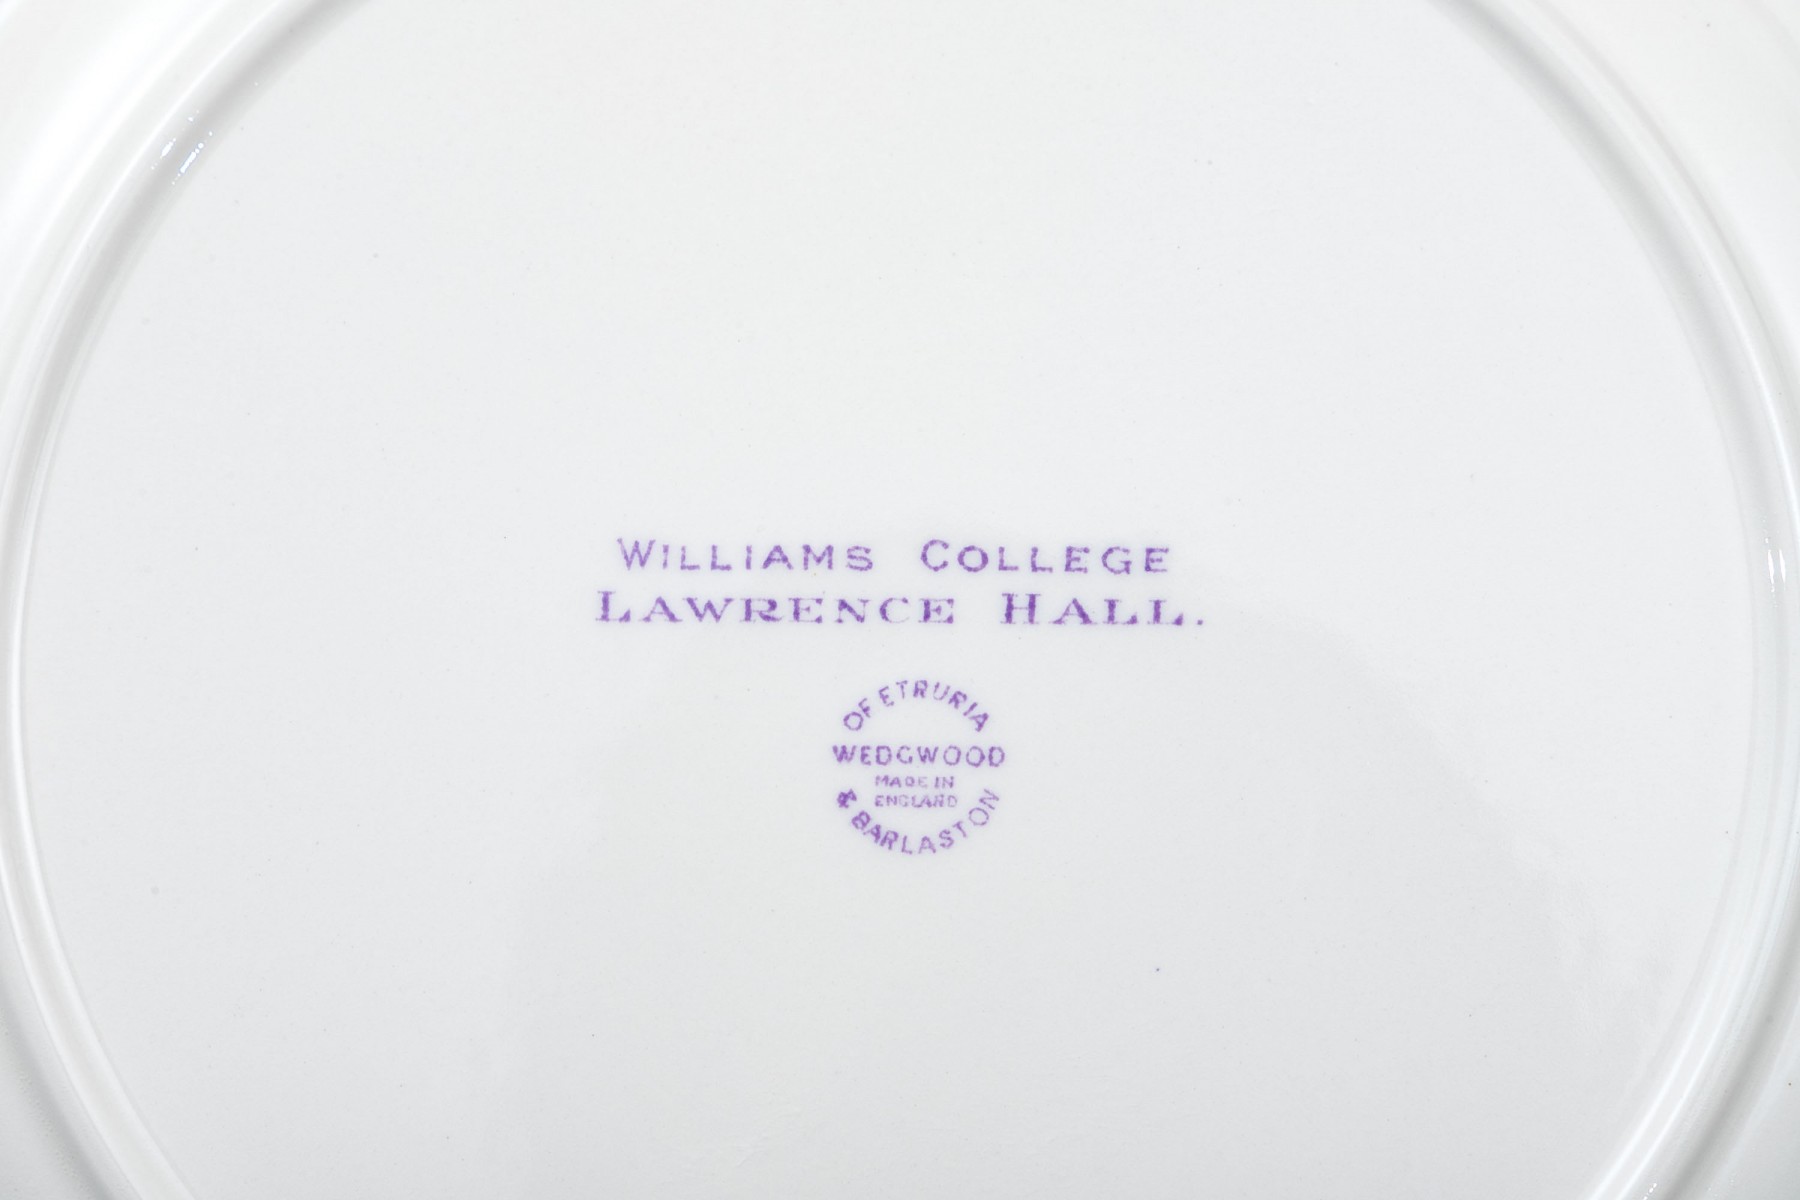 WILLIAMS COLLEGE
LAWRENCE HALL.
OF ETRURIA
WEDGWOOD
MADE IN
ENGLAND
& BARLASTON